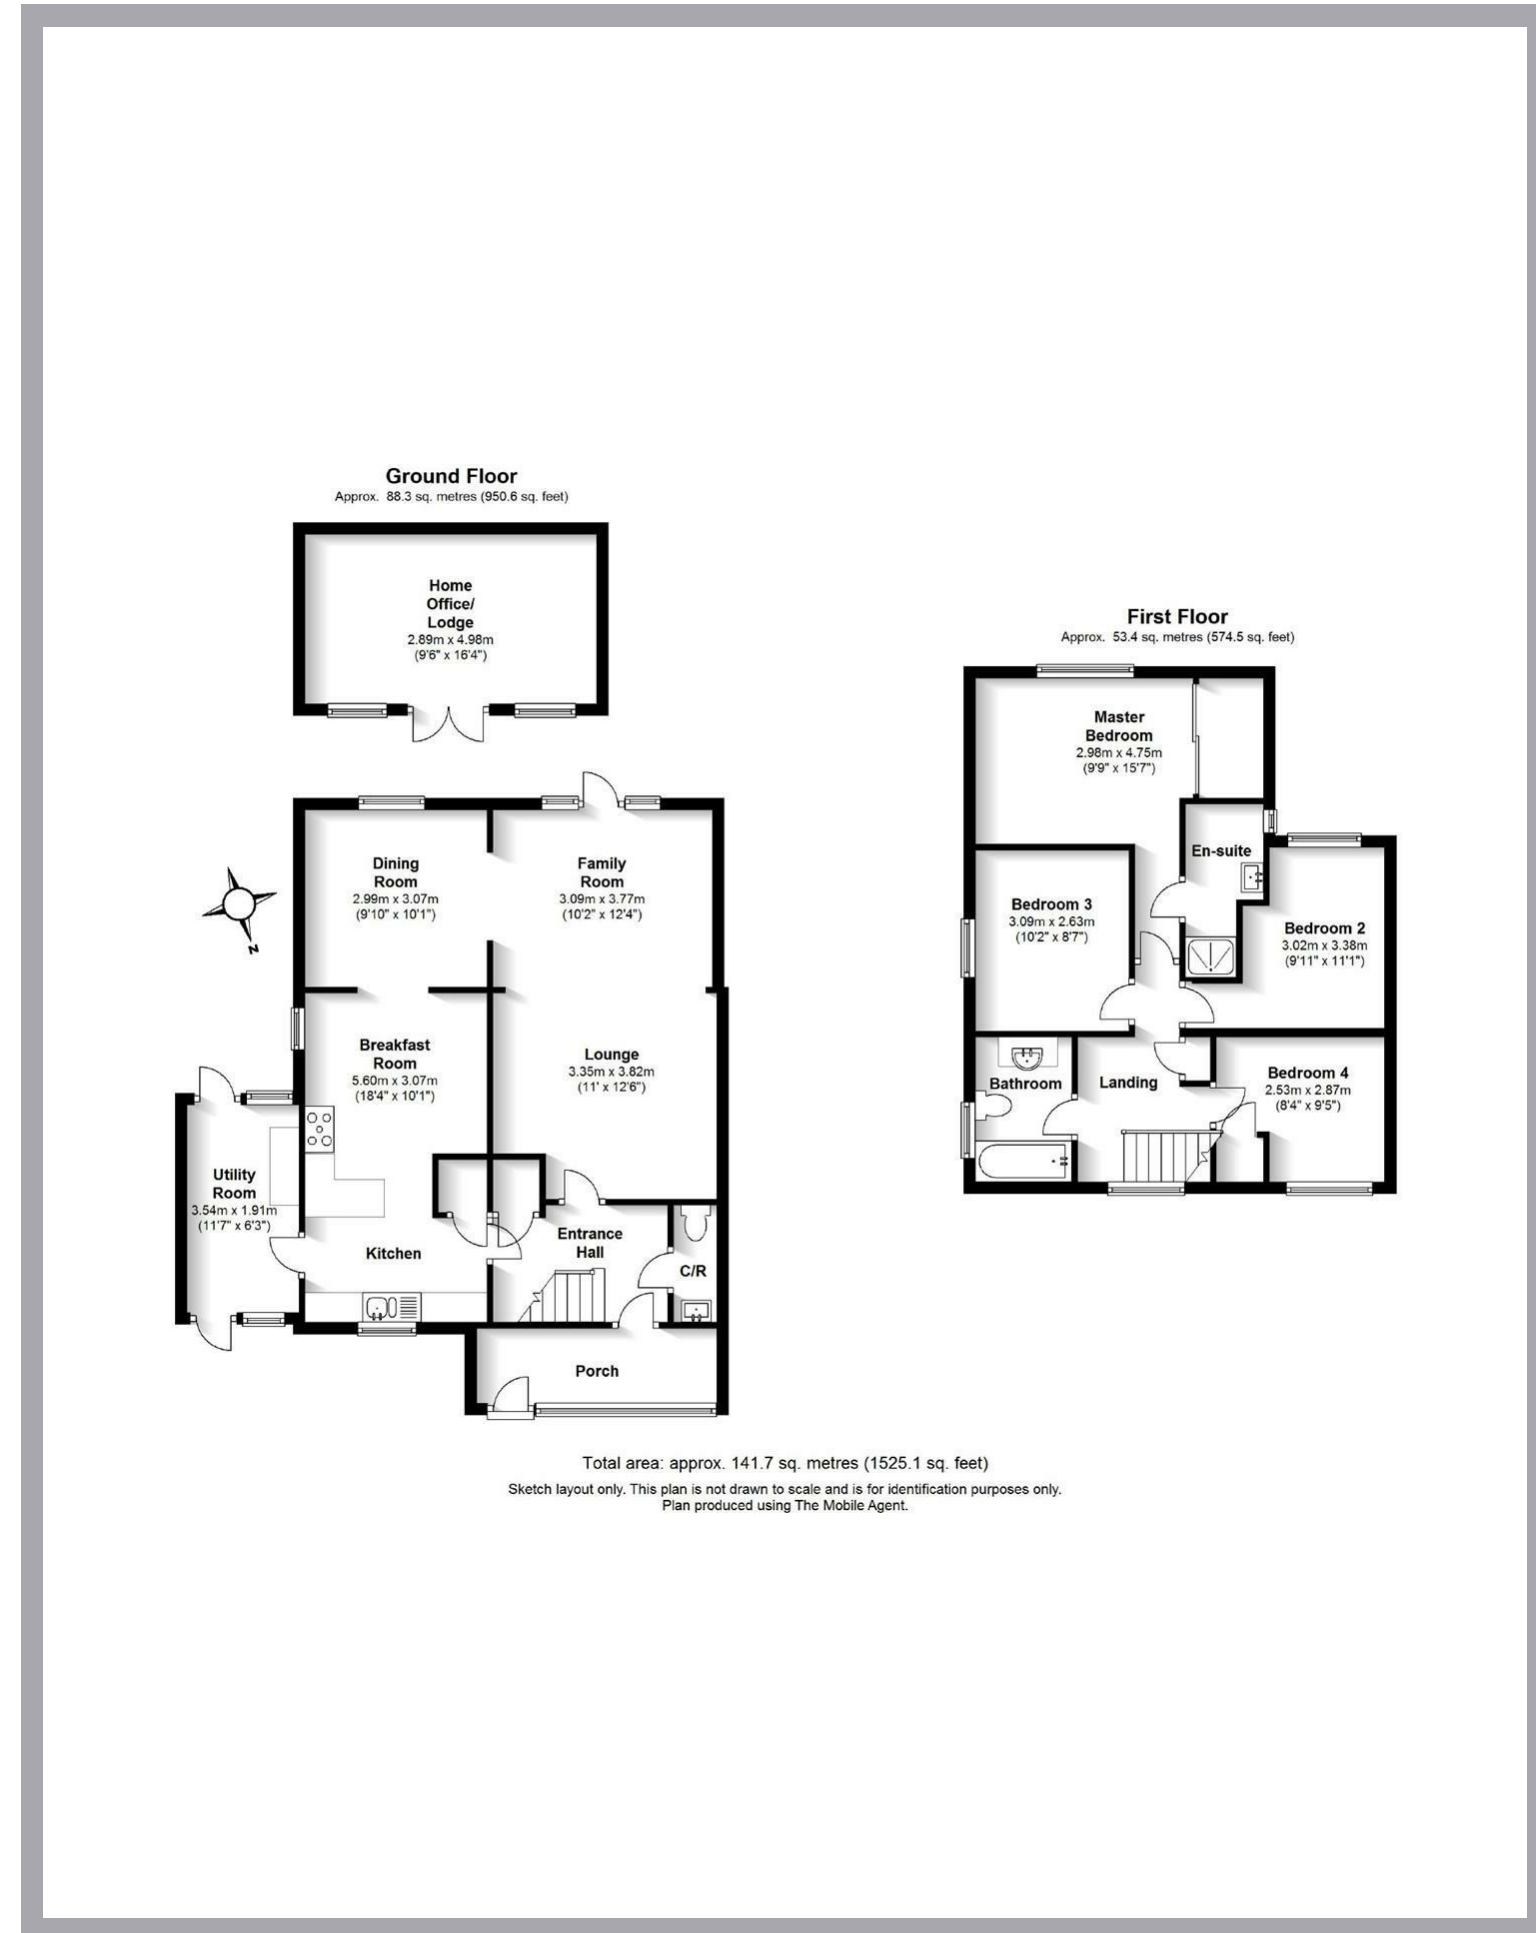 Ground Floor
Approx. 88.3 sq. metres (950.6 sq. feet)
Home
Office/
Lodge
2.89m x 4.98m
(9'6" x 16'4")
Dining
Room
2.99m x 3.07m
(9'10" x 10'1")
Family
Room
3.09m x 3.77m
(10'2" x 12'4")
N
Breakfast
Room
5.60m x 3.07m
(18'4" x 10'1")
Lounge
3.35m x 3.82m
(11' x 12'6")
Utility
Room
3.54m x 1.91m
(11'7" x 6'3")
Kitchen
Entrance
Hall
C/R
Porch
First Floor
Approx. 53.4 sq. metres (574.5 sq. feet)
Master
Bedroom
2.98m x 4.75m
(9'9" x 15'7")
En-suite
Bedroom 3
3.09m x 2.63m
(10'2" x 8'7")
Bedroom 2
3.02m x 3.38m
(9'11" x 11'1")
Bathroom
Landing
Bedroom 4
2.53m x 2.87m
(8'4" x 9'5")
Total area: approx. 141.7 sq. metres (1525.1 sq. feet)
Sketch layout only. This plan is not drawn to scale and is for identification purposes only.
Plan produced using The Mobile Agent.